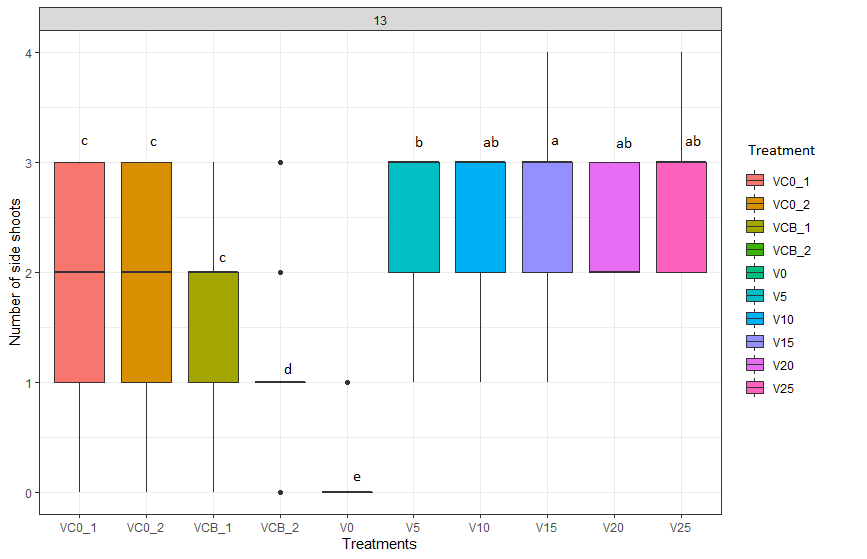 13
Number of side shoots
4
3
2
1
0
c
c
c
d
e
b
ab
a
ab
ab
VC0_1 VC0_2 VCB_1 VCB_2 V0 V5 V10 V15 V20 V25
Treatments
Treatment
VC0_1
VC0_2
VCB_1
VCB_2
V0
V5
V10
V15
V20
V25